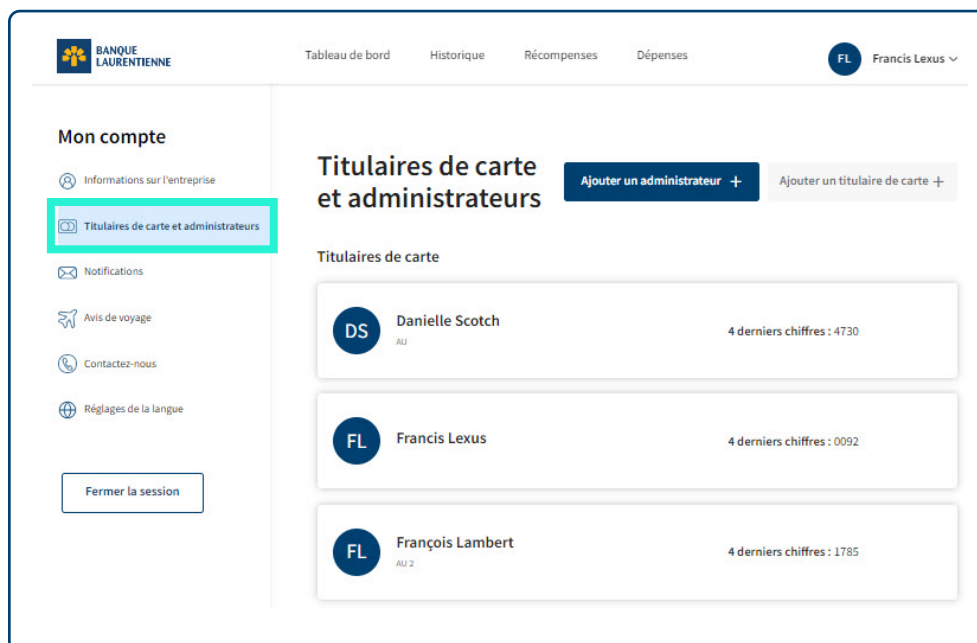 BANQUE
LAURENTIENNE
Tableau de bord
Historique
Récompenses
Dépenses
FL
Francis Lexus
Mon compte
Informations sur l'entreprise
Titulaires de carte et administrateurs
Notifications
Avis de voyage
Contactez-nous
Réglages de la langue
Fermer la session
Titulaires de carte
et administrateurs
Ajouter un administrateur +
Ajouter un titulaire de carte +
Titulaires de carte
DS
Danielle Scotch
AU
4 derniers chiffres : 4730
FL
Francis Lexus
4 derniers chiffres : 0092
FL
François Lambert
AU 2
4 derniers chiffres : 1785